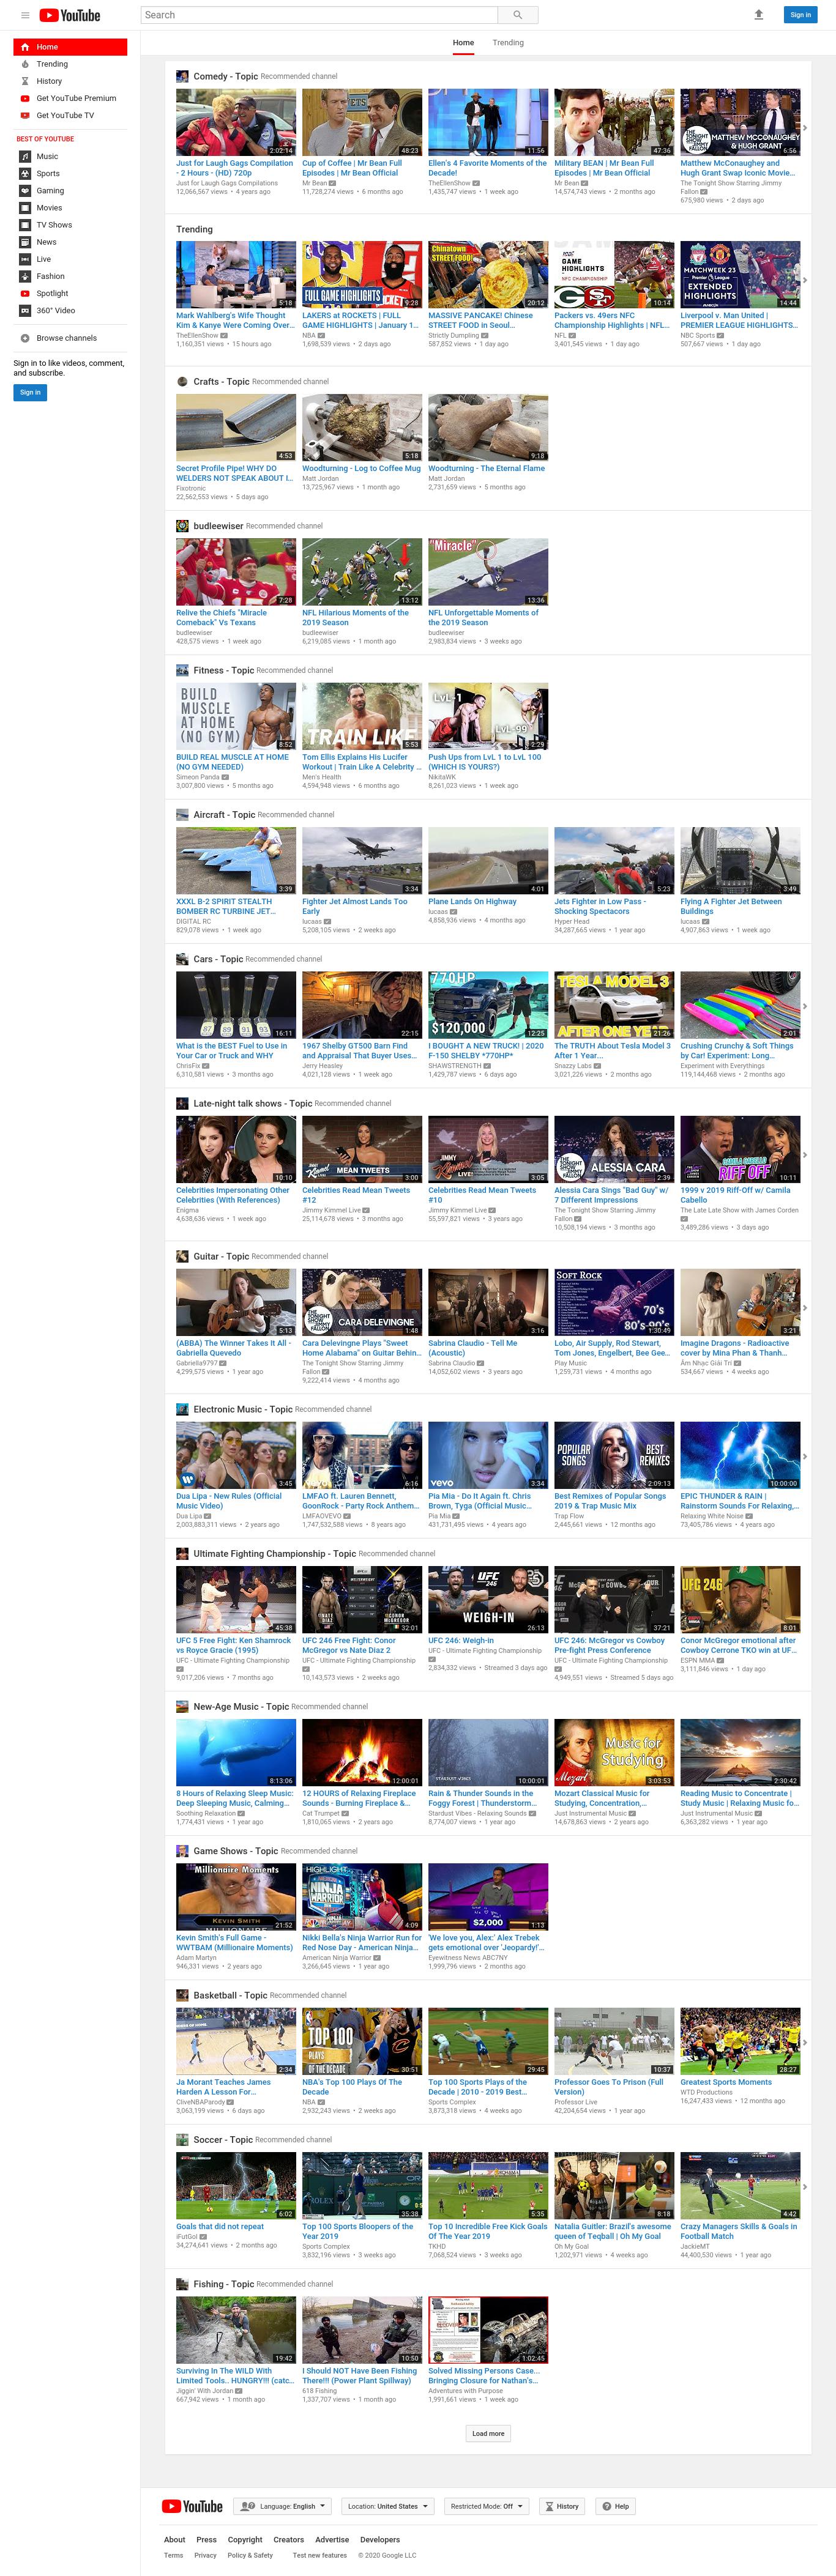 YouTube
Search
Sign in
Home
Trending
History
Get YouTube Premium
Get YouTube TV
BEST OF YOUTUBE
Music
Sports
Gaming
Movies
TV Shows
News
Live
Fashion
Spotlight
360° Video
Browse channels
Sign in to like videos, comment,
and subscribe.
Sign in
Home Trending
Comedy - Topic Recommended channel
2:02:14
Just for Laugh Gags Compilation
- 2 Hours - (HD) 720p
Just for Laugh Gags Compilations
12,066,567 views • 4 years ago
48:23
Cup of Coffee | Mr Bean Full
Episodes | Mr Bean Official
Mr Bean
11,728,274 views • 6 months ago
11:56
Ellen's 4 Favorite Moments of the
Decade!
TheEllenShow
1,435,747 views • 1 week ago
47:36
Military BEAN | Mr Bean Full
Episodes | Mr Bean Official
Mr Bean
14,574,743 views • 2 months ago
MATTHEW MCCONAUGHEY
& HUGH GRANT
6:56
Matthew McConaughey and
Hugh Grant Swap Iconic Movie...
The Tonight Show Starring Jimmy
Fallon
675,980 views • 2 days ago
Trending
5:18
Mark Wahlberg's Wife Thought
Kim & Kanye Were Coming Over...
TheEllenShow
1,160,351 views • 15 hours ago
FULL GAME HIGHLIGHTS
9:28
LAKERS at ROCKETS | FULL
GAME HIGHLIGHTS | January 1...
NBA
1,698,539 views • 2 days ago
Chinatown
STREET FOOD!
20:12
MASSIVE PANCAKE! Chinese
STREET FOOD in Seoul...
Strictly Dumpling
587,852 views • 1 day ago
GAME
HIGHLIGHTS
NFC CHAMPIONSHIP
10:14
Packers vs. 49ers NFC
Championship Highlights | NFL...
NFL
3,401,545 views • 1 day ago
MATCHWEEK 23
EXTENDED
HIGHLIGHTS
14:44
Liverpool v. Man United |
PREMIER LEAGUE HIGHLIGHTS...
NBC Sports
507,667 views • 1 day ago
Crafts - Topic Recommended channel
4:53
Secret Profile Pipe! WHY DO
WELDERS NOT SPEAK ABOUT I...
Fixotronic
22,562,553 views • 5 days ago
5:18
Woodturning - Log to Coffee Mug
Matt Jordan
13,725,967 views • 1 month ago
9:18
Woodturning - The Eternal Flame
Matt Jordan
2,731,659 views • 5 months ago
budleewiser Recommended channel
7:28
Relive the Chiefs "Miracle
Comeback" Vs Texans
budleewiser
428,575 views • 1 week ago
13:12
NFL Hilarious Moments of the
2019 Season
budleewiser
6,219,085 views • 1 month ago
"Miracle"
13:36
NFL Unforgettable Moments of
the 2019 Season
budleewiser
2,983,834 views • 3 weeks ago
Fitness - Topic Recommended channel
BUILD
MUSCLE
AT HOME
(NO GYM)
8:52
BUILD REAL MUSCLE AT HOME
(NO GYM NEEDED)
Simeon Panda
3,007,800 views • 5 months ago
TRAIN LIKE
5:53
Tom Ellis Explains His Lucifer
Workout | Train Like A Celebrity ...
Men's Health
4,594,948 views • 6 months ago
LvL-1
LvL-99
2:29
Push Ups from LvL 1 to LvL 100
(WHICH IS YOURS?)
NikitaWK
8,261,023 views • 1 week ago
Aircraft - Topic Recommended channel
3:39
XXXL B-2 SPIRIT STEALTH
BOMBER RC TURBINE JET...
DIGITAL RC
829,078 views • 1 week ago
3:34
Fighter Jet Almost Lands Too
Early
lucaas
5,208,105 views • 2 weeks ago
4:01
Plane Lands On Highway
lucaas
4,858,936 views • 4 months ago
5:23
Jets Fighter in Low Pass -
Shocking Spectacors
Hyper Head
34,287,665 views • 1 year ago
3:49
Flying A Fighter Jet Between
Buildings
lucaas
4,907,863 views • 1 week ago
Cars - Topic Recommended channel
87 89 91 93
16:11
What is the BEST Fuel to Use in
Your Car or Truck and WHY
ChrisFix
6,310,581 views • 3 months ago
22:15
1967 Shelby GT500 Barn Find
and Appraisal That Buyer Uses...
Jerry Heasley
4,021,128 views • 1 week ago
770HP
$120,000
12:25
I BOUGHT A NEW TRUCK! | 2020
F-150 SHELBY *770HP*
SHAWSTRENGTH
1,429,787 views • 6 days ago
TESLA MODEL 3
AFTER ONE YEAR
21:26
The TRUTH About Tesla Model 3
After 1 Year...
Snazzy Labs
3,021,226 views • 2 months ago
2:01
Crushing Crunchy & Soft Things
by Car! Experiment: Long...
Experiment with Everythings
119,144,468 views • 2 months ago
Late-night talk shows - Topic Recommended channel
10:10
Celebrities Impersonating Other
Celebrities (With References)
Enigma
4,638,636 views • 1 week ago
MEAN TWEETS
3:00
Celebrities Read Mean Tweets
#12
Jimmy Kimmel Live
25,114,678 views • 3 months ago
JIMMY
Kimmel
LIVE!
3:05
Celebrities Read Mean Tweets
#10
Jimmy Kimmel Live
55,597,821 views • 3 years ago
ALESSIA CARA
2:39
Alessia Cara Sings "Bad Guy" w/
7 Different Impressions
The Tonight Show Starring Jimmy
Fallon
10,508,194 views • 3 months ago
CAMILA CABELLO
RIFF OFF
10:11
1999 v 2019 Riff-Off w/ Camila
Cabello
The Late Late Show with James Corden
3,489,286 views • 3 days ago
Guitar - Topic Recommended channel
5:13
(ABBA) The Winner Takes It All -
Gabriella Quevedo
Gabriella9797
4,299,575 views • 1 year ago
CARA DELEVINGNE
1:48
Cara Delevingne Plays "Sweet
Home Alabama" on Guitar Behin...
The Tonight Show Starring Jimmy
Fallon
9,222,414 views • 4 months ago
3:16
Sabrina Claudio - Tell Me
(Acoustic)
Sabrina Claudio
14,052,602 views • 3 years ago
SOFT ROCK
70's
80's-90's
1:30:49
Lobo, Air Supply, Rod Stewart,
Tom Jones, Engelbert, Bee Gee...
Play Music
1,259,731 views • 4 months ago
3:21
Imagine Dragons - Radioactive
cover by Mina Phan & Thanh...
Âm Nhạc Giải Trí
534,667 views • 4 weeks ago
Electronic Music - Topic Recommended channel
3:45
Dua Lipa - New Rules (Official
Music Video)
Dua Lipa
2,003,883,311 views • 2 years ago
6:16
LMFAO ft. Lauren Bennett,
GoonRock - Party Rock Anthem...
LMFAOVEVO
1,747,532,588 views • 8 years ago
vevo
3:34
Pia Mia - Do It Again ft. Chris
Brown, Tyga (Official Music...
Pia Mia
431,731,495 views • 4 years ago
POPULAR
SONGS
BEST
REMIXES
2:09:13
Best Remixes of Popular Songs
2019 & Trap Music Mix
Trap Flow
2,445,661 views • 12 months ago
10:00:00
EPIC THUNDER & RAIN |
Rainstorm Sounds For Relaxing,...
Relaxing White Noise
73,405,786 views • 4 years ago
Ultimate Fighting Championship - Topic Recommended channel
45:38
UFC 5 Free Fight: Ken Shamrock
vs Royce Gracie (1995)
UFC - Ultimate Fighting Championship
9,017,206 views • 7 months ago
32:01
UFC 246 Free Fight: Conor
McGregor vs Nate Diaz 2
UFC - Ultimate Fighting Championship
10,143,573 views • 2 weeks ago
UFC
246
WEIGH-IN
26:13
UFC 246: Weigh-in
UFC - Ultimate Fighting Championship
2,834,332 views • Streamed 3 days ago
37:21
UFC 246: McGregor vs Cowboy
Pre-fight Press Conference
UFC - Ultimate Fighting Championship
4,949,551 views • Streamed 5 days ago
UFC 246
8:01
Conor McGregor emotional after
Cowboy Cerrone TKO win at UF...
ESPN MMA
3,111,846 views • 1 day ago
New-Age Music - Topic Recommended channel
8:13:06
8 Hours of Relaxing Sleep Music:
Deep Sleeping Music, Calming...
Soothing Relaxation
1,774,431 views • 1 year ago
12:00:01
12 HOURS of Relaxing Fireplace
Sounds - Burning Fireplace &...
Cat Trumpet
1,810,065 views • 2 years ago
STARDUST VIBES
10:00:01
Rain & Thunder Sounds in the
Foggy Forest | Thunderstorm...
Stardust Vibes - Relaxing Sounds
8,774,007 views • 1 year ago
Music for
Studying
Mozart
3:03:53
Mozart Classical Music for
Studying, Concentration,...
Just Instrumental Music
14,678,863 views • 2 years ago
2:30:42
Reading Music to Concentrate |
Study Music | Relaxing Music fo...
Just Instrumental Music
6,363,282 views • 1 year ago
Game Shows - Topic Recommended channel
Millionaire Moments
KEVIN SMITH
MILLIONAIRE
21:52
Kevin Smith's Full Game -
WWTBAM (Millionaire Moments)
Adam Martyn
946,331 views • 2 years ago
HIGHLIGHT
NINJA
WARRIOR
4:09
Nikki Bella's Ninja Warrior Run for
Red Nose Day - American Ninja...
American Ninja Warrior
3,266,645 views • 1 year ago
$2,000
1:13
'We love you, Alex:' Alex Trebek
gets emotional over 'Jeopardy!'...
Eyewitness News ABC7NY
1,999,796 views • 2 months ago
Basketball - Topic Recommended channel
2:34
Ja Morant Teaches James
Harden A Lesson For...
CliveNBAParody
3,063,199 views • 6 days ago
TOP 100
PLAYS
OF THE DECADE
30:51
NBA's Top 100 Plays Of The
Decade
NBA
2,932,243 views • 2 weeks ago
29:45
Top 100 Sports Plays of the
Decade | 2010 - 2019 Best...
Sports Complex
3,873,318 views • 4 weeks ago
10:37
Professor Goes To Prison (Full
Version)
Professor Live
42,204,654 views • 1 year ago
28:27
Greatest Sports Moments
WTD Productions
16,247,433 views • 12 months ago
Soccer - Topic Recommended channel
6:02
Goals that did not repeat
iFutGol
34,274,641 views • 2 months ago
ROLEX
35:38
Top 100 Sports Bloopers of the
Year 2019
Sports Complex
3,832,196 views • 3 weeks ago
5:35
Top 10 Incredible Free Kick Goals
Of The Year 2019
TKHD
7,068,524 views • 3 weeks ago
8:18
Natalia Guitler: Brazil's awesome
queen of Teqball | Oh My Goal
Oh My Goal
1,202,971 views • 4 weeks ago
4:42
Crazy Managers Skills & Goals in
Football Match
JackieMT
44,400,530 views • 1 year ago
Fishing - Topic Recommended channel
19:42
Surviving In The WILD With
Limited Tools.. HUNGRY!!! (catc...
Jiggin' With Jordan
667,942 views • 1 month ago
10:50
I Should NOT Have Been Fishing
There!!! (Power Plant Spillway)
618 Fishing
1,337,707 views • 1 month ago
1:02:45
Solved Missing Persons Case...
Bringing Closure for Nathan's...
Adventures with Purpose
1,991,661 views • 1 week ago
Load more
YouTube
Language: English
Location: United States
Restricted Mode: Off
History
Help
About Press Copyright Creators Advertise Developers
Terms Privacy Policy & Safety Test new features © 2020 Google LLC